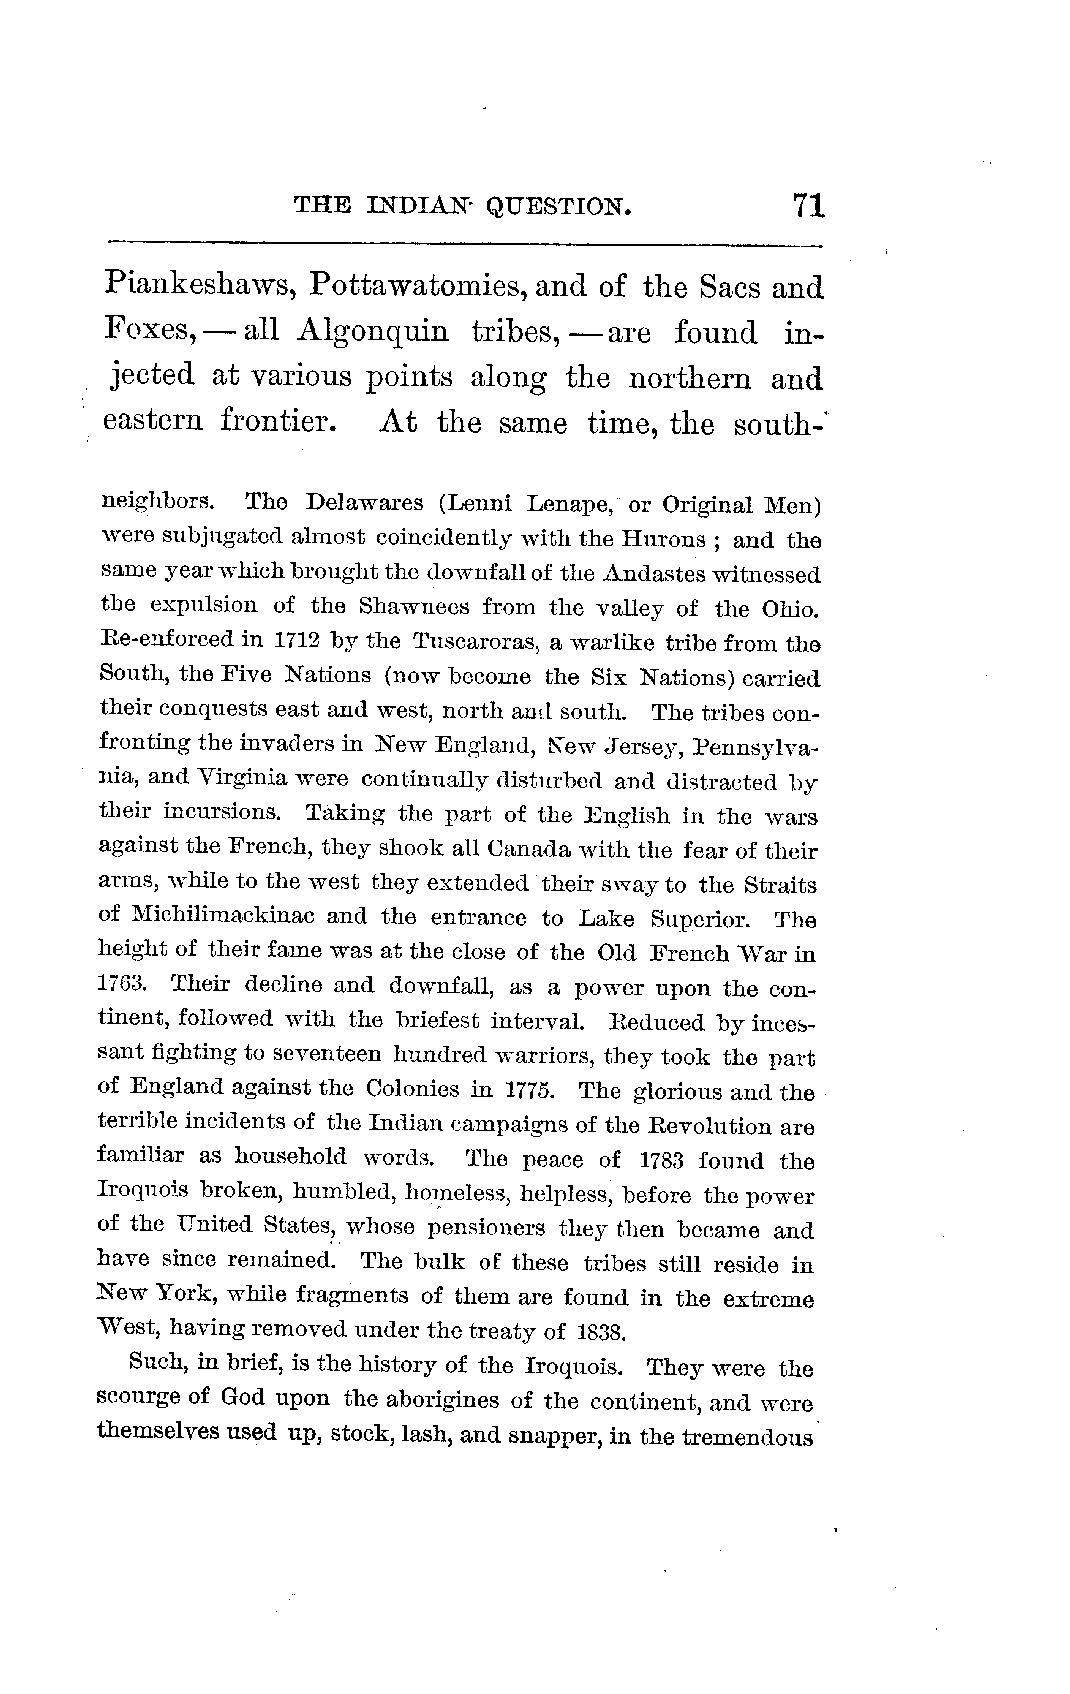 THE INDIAN QUESTION. 71
Piankeshaws, Pottawatomies, and of the Sacs and
Foxes, — all Algonquin tribes, — are found in-
jected at various points along the northern and
eastern frontier. At the same time, the south-
neighbors. The Delawares (Lenni Lenape, or Original Men)
were subjugated almost coincidently with the Hurons ; and the
same year which brought the downfall of the Andastes witnessed
the expulsion of the Shawnees from the valley of the Ohio.
Re-enforced in 1712 by the Tuscaroras, a warlike tribe from the
South, the Five Nations (now become the Six Nations) carried
their conquests east and west, north and south. The tribes con-
fronting the invaders in New England, New Jersey, Pennsylva-
nia, and Virginia were continually disturbed and distracted by
their incursions. Taking the part of the English in the wars
against the French, they shook all Canada with the fear of their
arms, while to the west they extended their sway to the Straits
of Michilimackinac and the entrance to Lake Superior. The
height of their fame was at the close of the Old French War in
1763. Their decline and downfall, as a power upon the con-
tinent, followed with the briefest interval. Reduced by inces-
sant fighting to seventeen hundred warriors, they took the part
of England against the Colonies in 1775. The glorious and the
terrible incidents of the Indian campaigns of the Revolution are
familiar as household words. The peace of 1783 found the
Iroquois broken, humbled, homeless, helpless, before the power
of the United States, whose pensioners they then became and
have since remained. The bulk of these tribes still reside in
New York, while fragments of them are found in the extreme
West, having removed under the treaty of 1838.
Such, in brief, is the history of the Iroquois. They were the
scourge of God upon the aborigines of the continent, and were
themselves used up, stock, lash, and snapper, in the tremendous